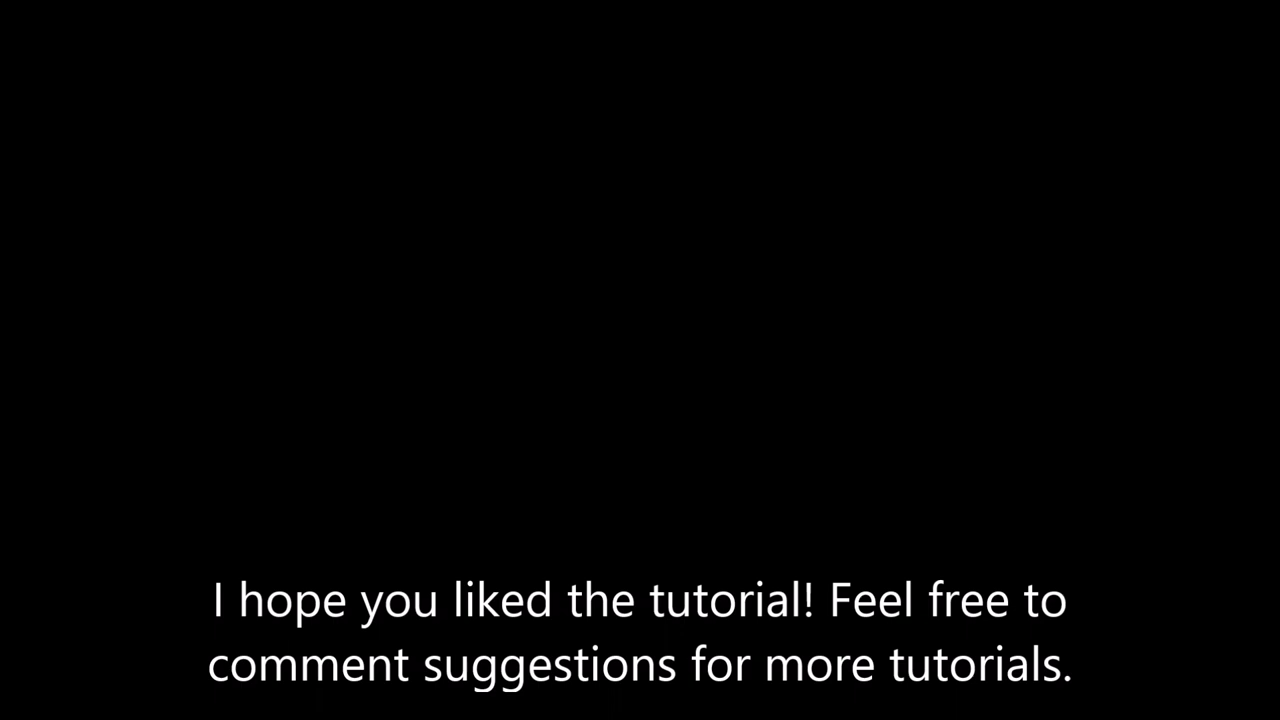 I hope you liked the tutorial! Feel free to
comment suggestions for more tutorials.